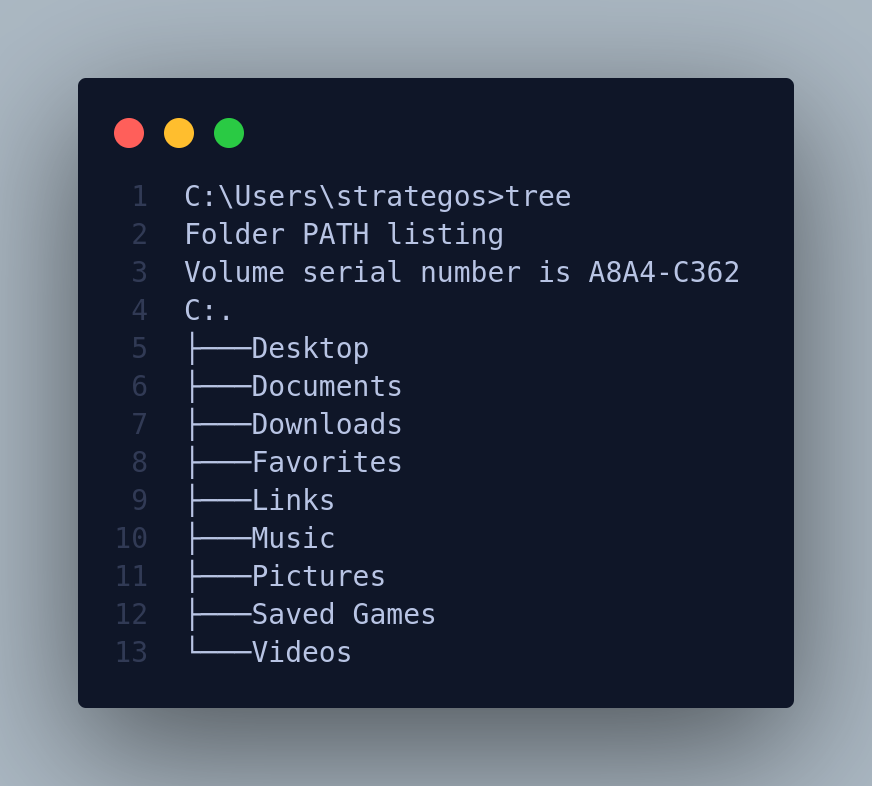 1 C:\Users\strategos>tree
2 Folder PATH listing
3 Volume serial number is A8A4-C362
4 C:.
5 ├───Desktop
6 ├───Documents
7 ├───Downloads
8 ├───Favorites
9 ├───Links
10 ├───Music
11 ├───Pictures
12 ├───Saved Games
13 └───Videos